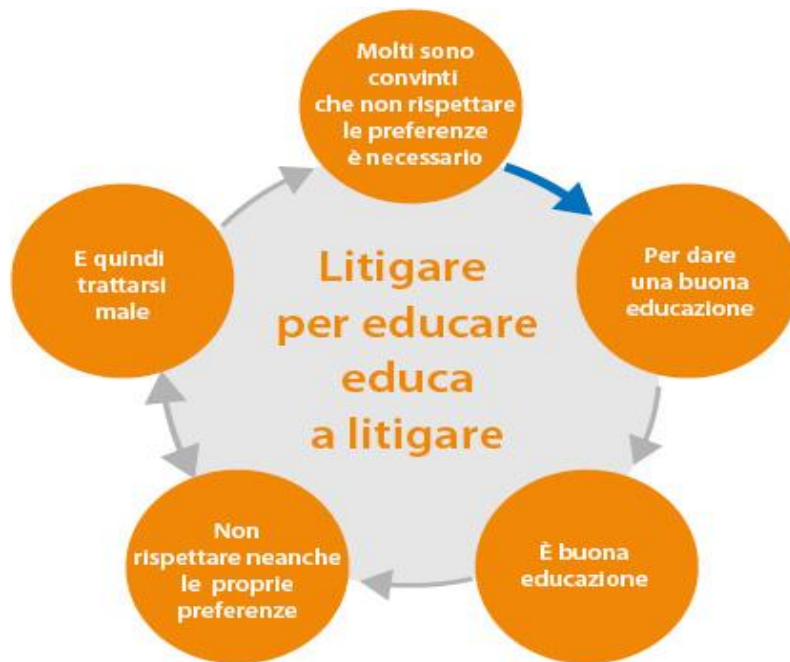 Molti sono
convinti
che non rispettare
le preferenze
è necessario
Per dare
una buona
educazione
È buona
educazione
Non
rispettare neanche
le proprie
preferenze
E quindi
trattarsi
male
Litigare
per educare
educa
a litigare